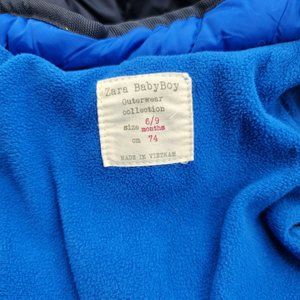 Zara BabyBoy
Outerwear
collection
size 6/9 months
cm 74
MADE IN VIETNAM